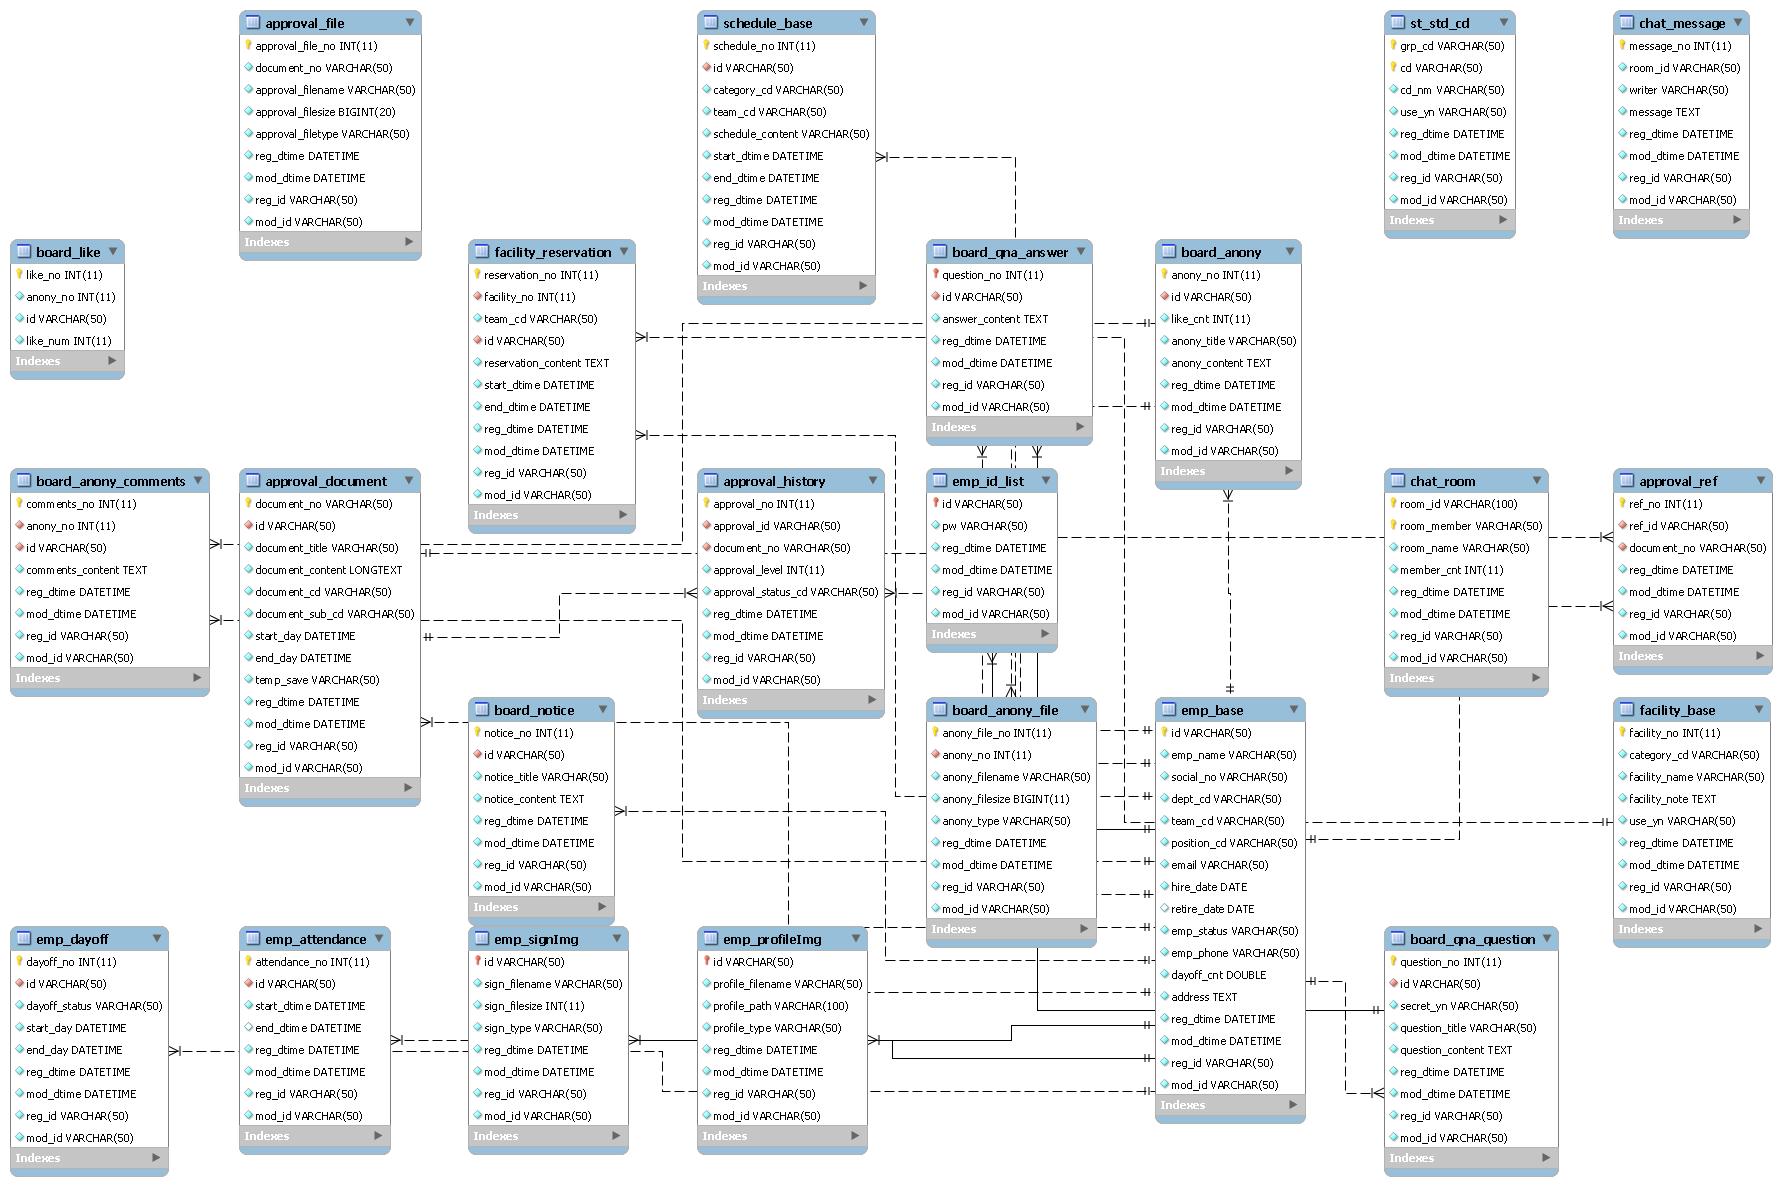 approval_file
approval_file_no INT(11)
document_no VARCHAR(50)
approval_filename VARCHAR(50)
approval_filesize BIGINT(20)
approval_filetype VARCHAR(50)
reg_dtime DATETIME
mod_dtime DATETIME
reg_id VARCHAR(50)
mod_id VARCHAR(50)
Indexes
schedule_base
schedule_no INT(11)
id VARCHAR(50)
category_cd VARCHAR(50)
team_cd VARCHAR(50)
schedule_content VARCHAR(50)
start_dtime DATETIME
end_dtime DATETIME
reg_dtime DATETIME
mod_dtime DATETIME
reg_id VARCHAR(50)
mod_id VARCHAR(50)
Indexes
st_std_cd
grp_cd VARCHAR(50)
cd VARCHAR(50)
cd_nm VARCHAR(50)
use_yn VARCHAR(50)
reg_dtime DATETIME
mod_dtime DATETIME
reg_id VARCHAR(50)
mod_id VARCHAR(50)
Indexes
chat_message
message_no INT(11)
room_id VARCHAR(50)
writer VARCHAR(50)
message TEXT
reg_dtime DATETIME
mod_dtime DATETIME
reg_id VARCHAR(50)
mod_id VARCHAR(50)
Indexes
board_like
like_no INT(11)
anony_no INT(11)
id VARCHAR(50)
like_num INT(11)
Indexes
facility_reservation
reservation_no INT(11)
facility_no INT(11)
team_cd VARCHAR(50)
id VARCHAR(50)
reservation_content TEXT
start_dtime DATETIME
end_dtime DATETIME
reg_dtime DATETIME
mod_dtime DATETIME
reg_id VARCHAR(50)
mod_id VARCHAR(50)
Indexes
board_qna_answer
question_no INT(11)
id VARCHAR(50)
answer_content TEXT
reg_dtime DATETIME
mod_dtime DATETIME
reg_id VARCHAR(50)
mod_id VARCHAR(50)
Indexes
board_anony
anony_no INT(11)
id VARCHAR(50)
like_cnt INT(11)
anony_title VARCHAR(50)
anony_content TEXT
reg_dtime DATETIME
mod_dtime DATETIME
reg_id VARCHAR(50)
mod_id VARCHAR(50)
Indexes
board_anony_comments
comments_no INT(11)
anony_no INT(11)
id VARCHAR(50)
comments_content TEXT
reg_dtime DATETIME
mod_dtime DATETIME
reg_id VARCHAR(50)
mod_id VARCHAR(50)
Indexes
approval_document
document_no VARCHAR(50)
id VARCHAR(50)
document_title VARCHAR(50)
document_content LONGTEXT
document_cd VARCHAR(50)
document_sub_cd VARCHAR(50)
start_day DATETIME
end_day DATETIME
temp_save VARCHAR(50)
reg_dtime DATETIME
mod_dtime DATETIME
reg_id VARCHAR(50)
mod_id VARCHAR(50)
Indexes
approval_history
approval_no INT(11)
approval_id VARCHAR(50)
document_no VARCHAR(50)
approval_level INT(11)
approval_status_cd VARCHAR(50)
reg_dtime DATETIME
mod_dtime DATETIME
reg_id VARCHAR(50)
mod_id VARCHAR(50)
Indexes
emp_id_list
id VARCHAR(50)
pw VARCHAR(50)
reg_dtime DATETIME
mod_dtime DATETIME
reg_id VARCHAR(50)
mod_id VARCHAR(50)
Indexes
chat_room
room_id VARCHAR(100)
room_member VARCHAR(50)
room_name VARCHAR(50)
member_cnt INT(11)
reg_dtime DATETIME
mod_dtime DATETIME
reg_id VARCHAR(50)
mod_id VARCHAR(50)
Indexes
approval_ref
ref_no INT(11)
ref_id VARCHAR(50)
document_no VARCHAR(50)
reg_dtime DATETIME
mod_dtime DATETIME
reg_id VARCHAR(50)
mod_id VARCHAR(50)
Indexes
board_notice
notice_no INT(11)
id VARCHAR(50)
notice_title VARCHAR(50)
notice_content TEXT
reg_dtime DATETIME
mod_dtime DATETIME
reg_id VARCHAR(50)
mod_id VARCHAR(50)
Indexes
board_anony_file
anony_file_no INT(11)
anony_no INT(11)
anony_filename VARCHAR(50)
anony_filesize BIGINT(11)
anony_type VARCHAR(50)
reg_dtime DATETIME
mod_dtime DATETIME
reg_id VARCHAR(50)
mod_id VARCHAR(50)
Indexes
emp_base
id VARCHAR(50)
emp_name VARCHAR(50)
social_no VARCHAR(50)
dept_cd VARCHAR(50)
team_cd VARCHAR(50)
position_cd VARCHAR(50)
email VARCHAR(50)
hire_date DATE
retire_date DATE
emp_status VARCHAR(50)
emp_phone VARCHAR(50)
dayoff_cnt DOUBLE
address TEXT
reg_dtime DATETIME
mod_dtime DATETIME
reg_id VARCHAR(50)
mod_id VARCHAR(50)
Indexes
facility_base
facility_no INT(11)
category_cd VARCHAR(50)
facility_name VARCHAR(50)
facility_note TEXT
use_yn VARCHAR(50)
reg_dtime DATETIME
mod_dtime DATETIME
reg_id VARCHAR(50)
mod_id VARCHAR(50)
Indexes
emp_dayoff
dayoff_no INT(11)
id VARCHAR(50)
dayoff_status VARCHAR(50)
start_day DATETIME
end_day DATETIME
reg_dtime DATETIME
mod_dtime DATETIME
reg_id VARCHAR(50)
mod_id VARCHAR(50)
Indexes
emp_attendance
attendance_no INT(11)
id VARCHAR(50)
start_dtime DATETIME
end_dtime DATETIME
reg_dtime DATETIME
mod_dtime DATETIME
reg_id VARCHAR(50)
mod_id VARCHAR(50)
Indexes
emp_signImg
id VARCHAR(50)
sign_filename VARCHAR(50)
sign_filesize INT(11)
sign_type VARCHAR(50)
reg_dtime DATETIME
mod_dtime DATETIME
reg_id VARCHAR(50)
mod_id VARCHAR(50)
Indexes
emp_profileImg
id VARCHAR(50)
profile_filename VARCHAR(50)
profile_path VARCHAR(100)
profile_type VARCHAR(50)
reg_dtime DATETIME
mod_dtime DATETIME
reg_id VARCHAR(50)
mod_id VARCHAR(50)
Indexes
board_qna_question
question_no INT(11)
id VARCHAR(50)
secret_yn VARCHAR(50)
question_title VARCHAR(50)
question_content TEXT
reg_dtime DATETIME
mod_dtime DATETIME
reg_id VARCHAR(50)
mod_id VARCHAR(50)
Indexes